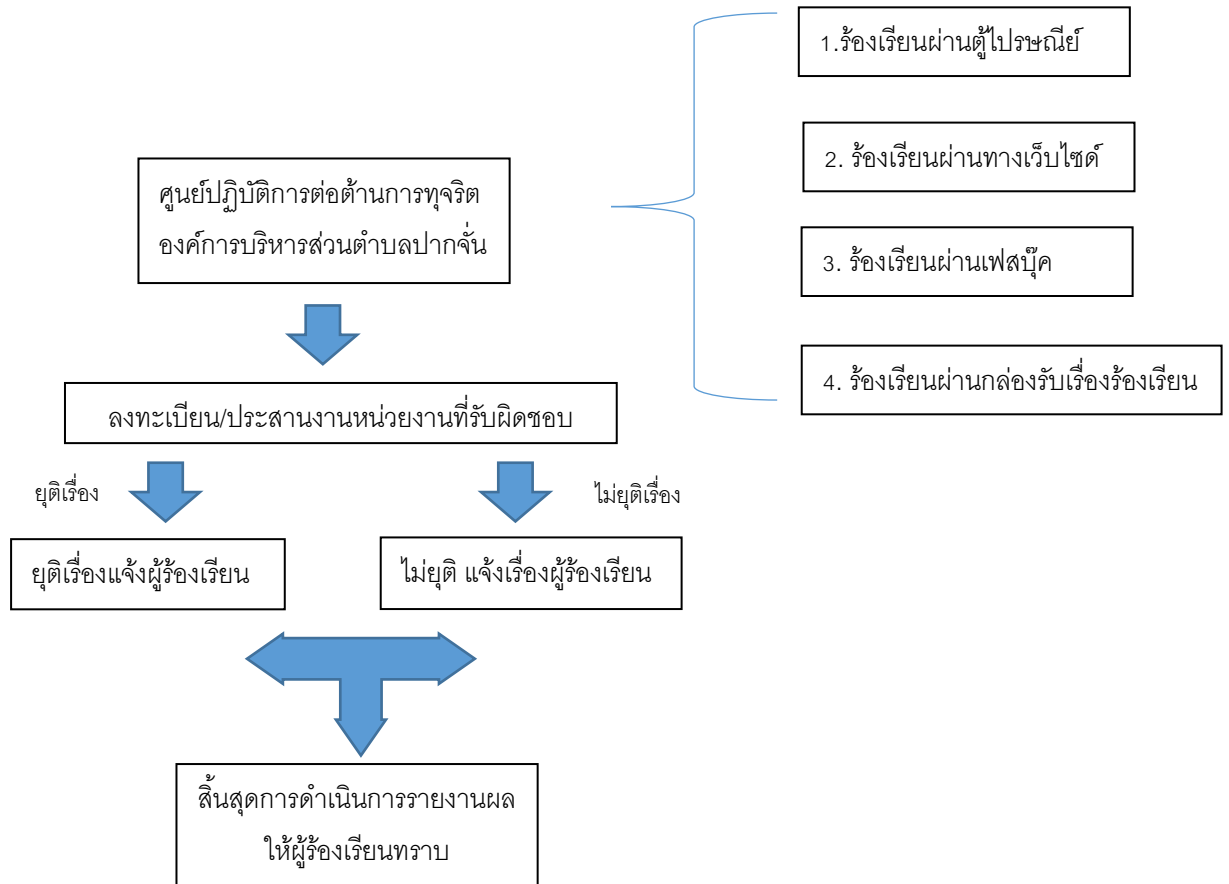 1.ร้องเรียนผ่านตู้ไปรษณีย์
2. ร้องเรียนผ่านทางเว็บไซด์
ศูนย์ปฏิบัติการต่อต้านการทุจริต
องค์การบริหารส่วนตำบลปากจั่น
3. ร้องเรียนผ่านเฟสบุ๊ค
4. ร้องเรียนผ่านกล่องรับเรื่องร้องเรียน
ลงทะเบียน/ประสานงานหน่วยงานที่รับผิดชอบ
ยุติเรื่อง
ไม่ยุติเรื่อง
ยุติเรื่องแจ้งผู้ร้องเรียน
ไม่ยุติ แจ้งเรื่องผู้ร้องเรียน
สิ้นสุดการดำเนินการรายงานผล
ให้ผู้ร้องเรียนทราบ